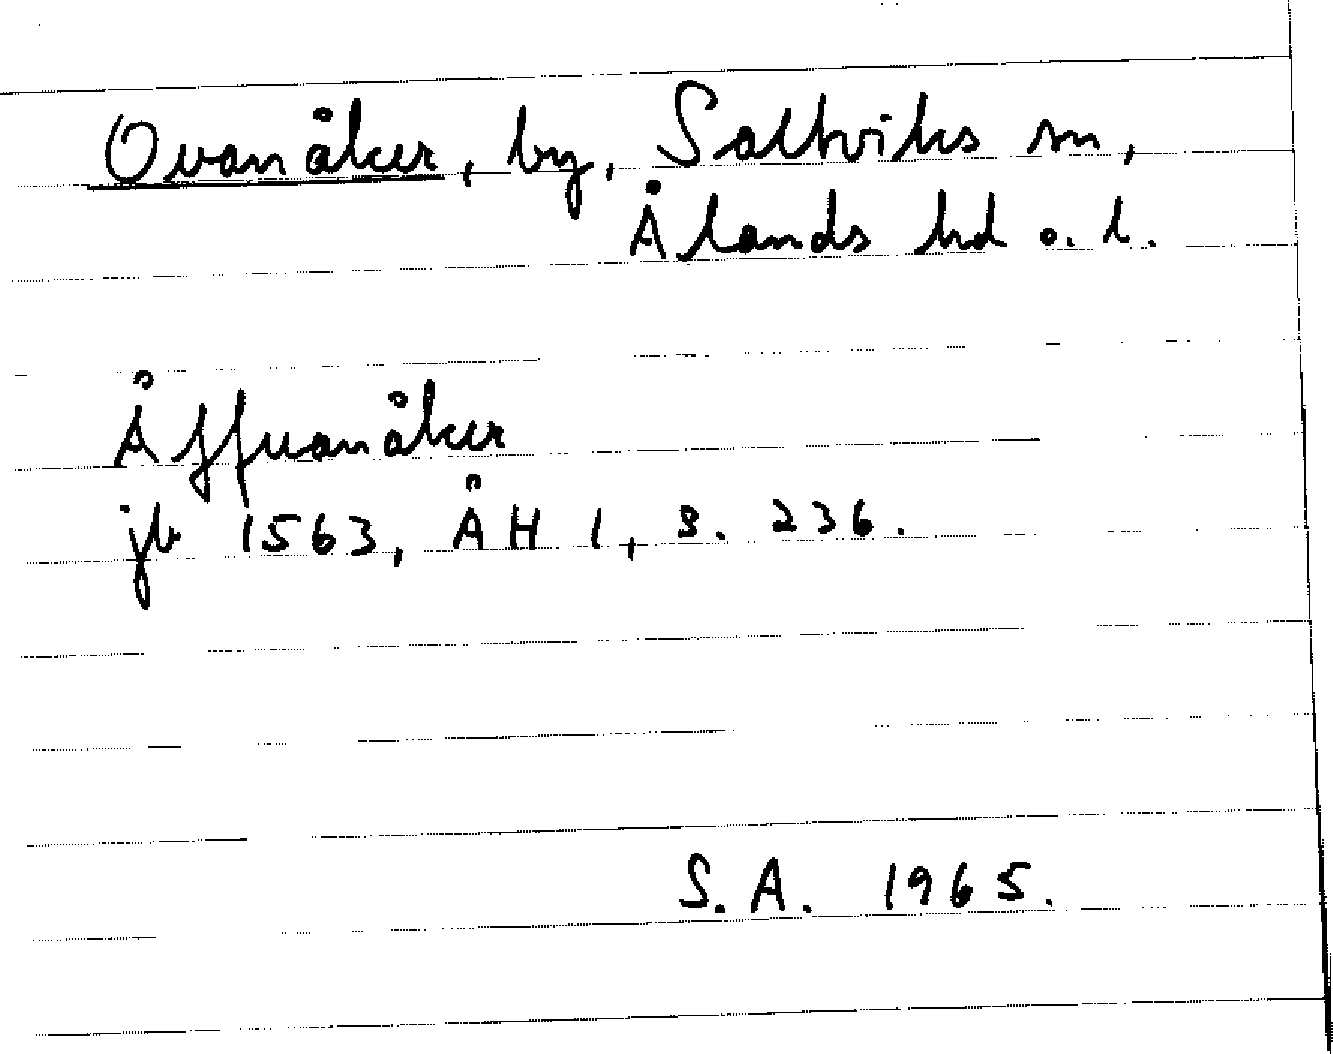 Ovanåker, by, Saltviks sn,
Ålands hd o. l.
Åffuanåker
jb 1563, ÅH 1, s. 236.
S.A. 1965.